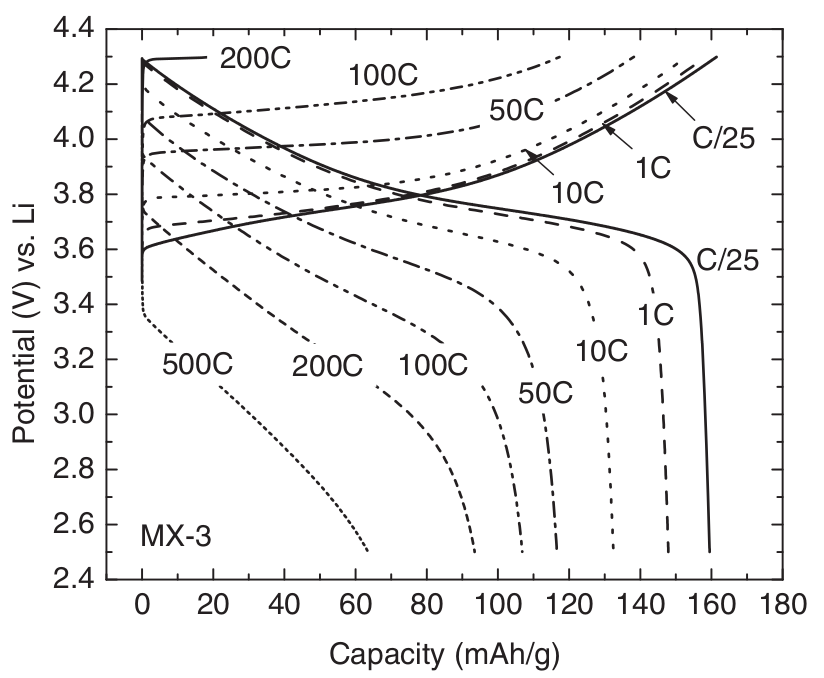 4.4
4.2
4.0
3.8
3.6
3.4
3.2
3.0
2.8
2.6
2.4
Potential (V) vs. Li
200C
100C
50C
C/25
1C
10C
C/25
1C
10C
50C
100C
200C
500C
MX-3
0 20 40 60 80 100 120 140 160 180
Capacity (mAh/g)